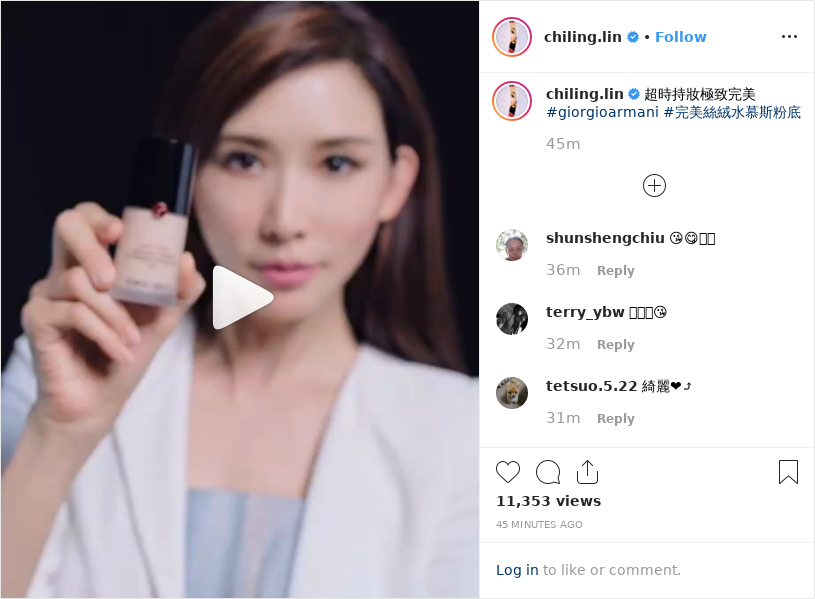 chiling.lin • Follow
chiling.lin 超時持妝極致完美
#giorgioarmani #完美絲絨水慕斯粉底
45m
shunshengchiu 😘😋
36m Reply
terry_ybw 😘
32m Reply
tetsuo.5.22 綺麗❤⤴
31m Reply
11,353 views
45 MINUTES AGO
Log in to like or comment.